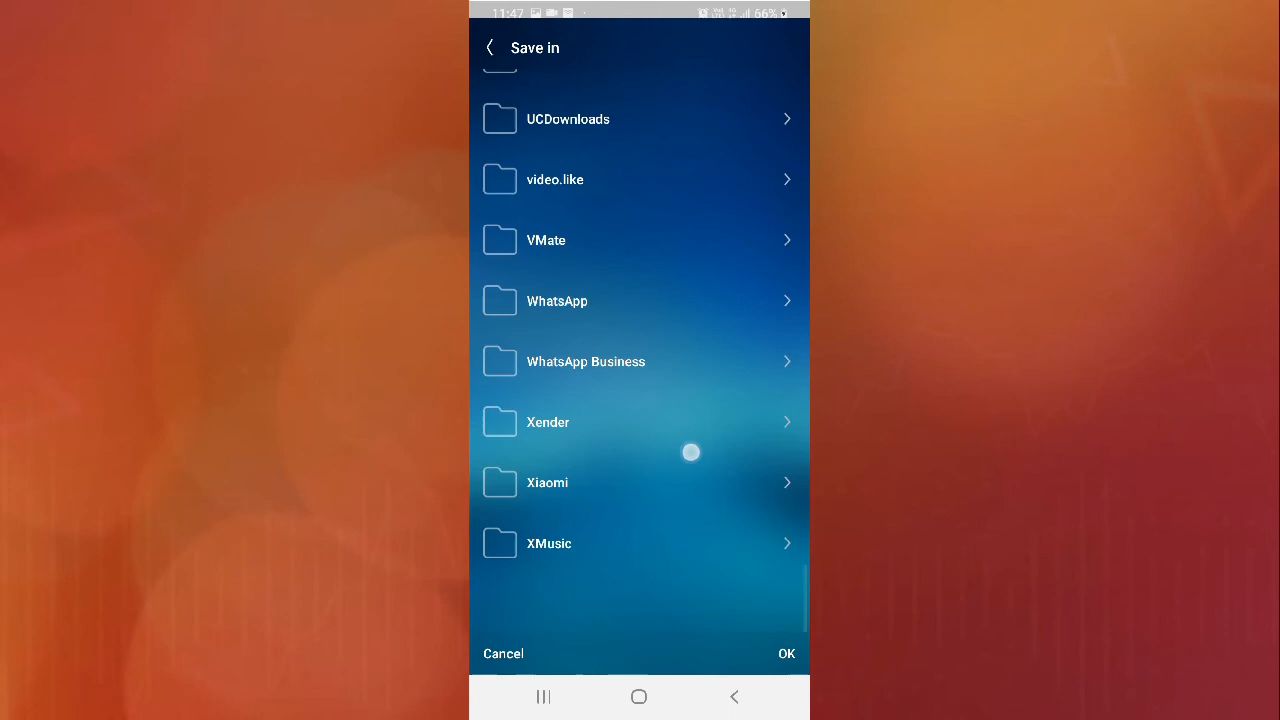 11:47 66%
Save in
UCDownloads
video.like
VMate
WhatsApp
WhatsApp Business
Xender
Xiaomi
XMusic
Cancel OK